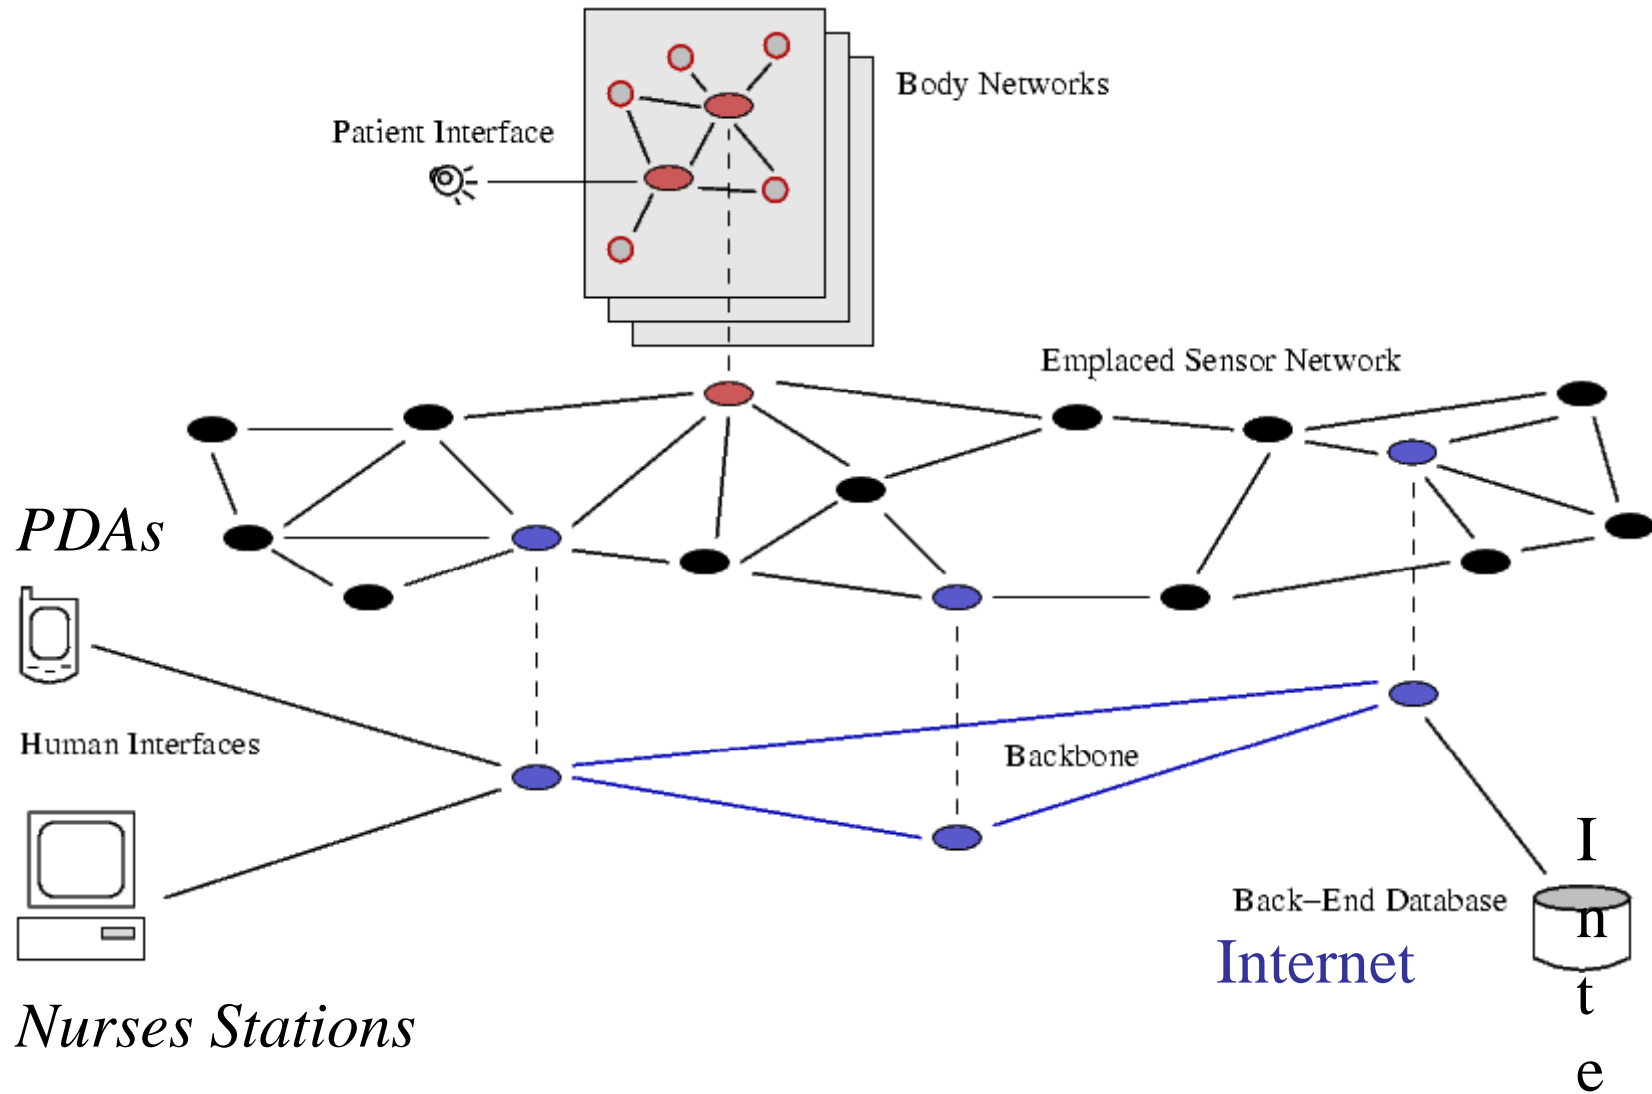 Body Networks
Patient Interface
Emplaced Sensor Network
PDAs
Human Interfaces
Backbone
Back–End Database
Internet
Nurses Stations
I
n
t
e